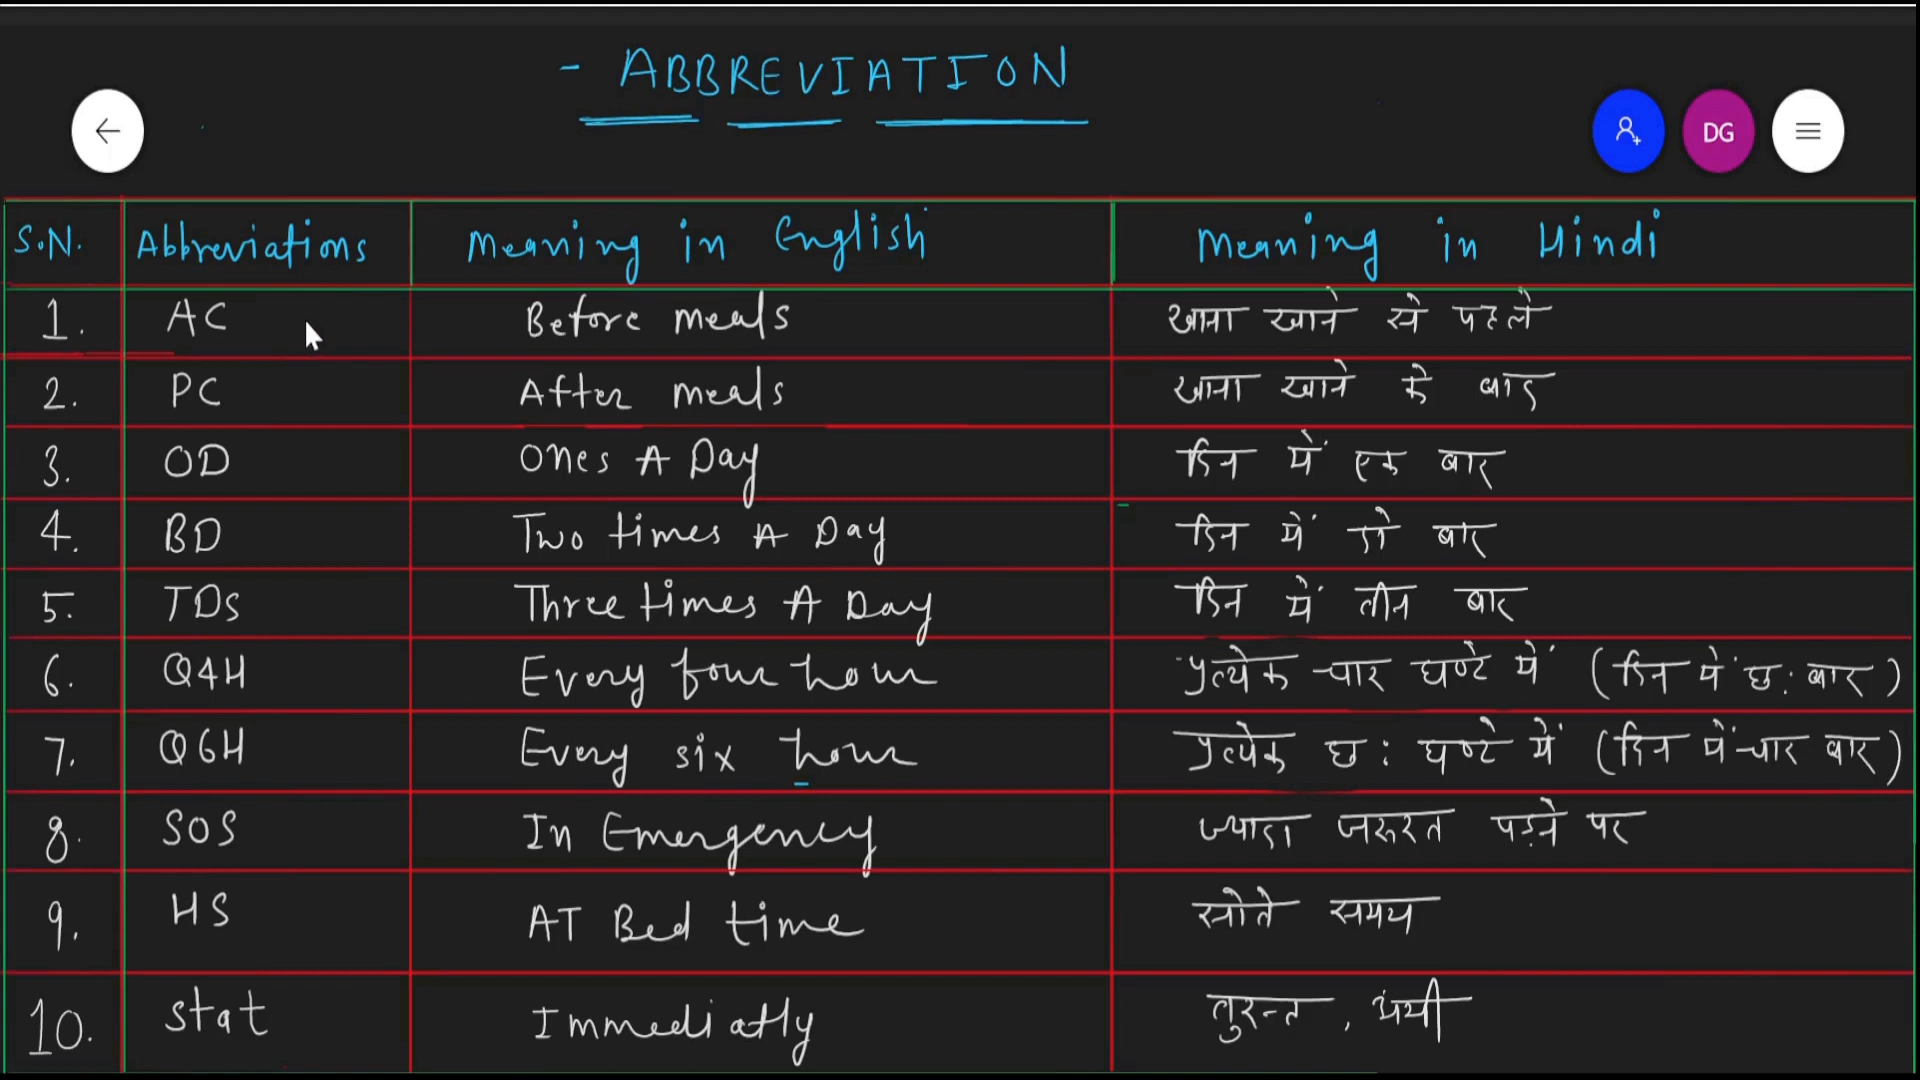 - ABBREVIATION
DG
S.N. Abbreviations Meaning in English Meaning in Hindi
1. AC Before meals खाना खाने से पहले
2. PC After meals खाना खाने के बाद
3. OD Ones A Day दिन में एक बार
4. BD Two times A Day दिन में दो बार
5. TDs Three times A Day दिन में तीन बार
6. Q4H Every four hour प्रत्येक चार घण्टे में (दिन में छ: बार)
7. Q6H Every six hour प्रत्येक छ: घण्टे में (दिन में चार बार)
8. SOS In Emergency ज्यादा जरूरत पड़ने पर
9. HS AT Bed time सोते समय
10. stat Immediatly तुरन्त,